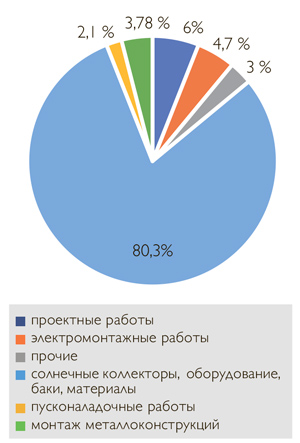 2,1 %
3,78 %
6%
4,7 %
3 %
80,3%
проектные работы
электромонтажные работы
прочие
солнечные коллекторы, оборудование,
баки, материалы
пусконаладочные работы
монтаж металлоконструкций